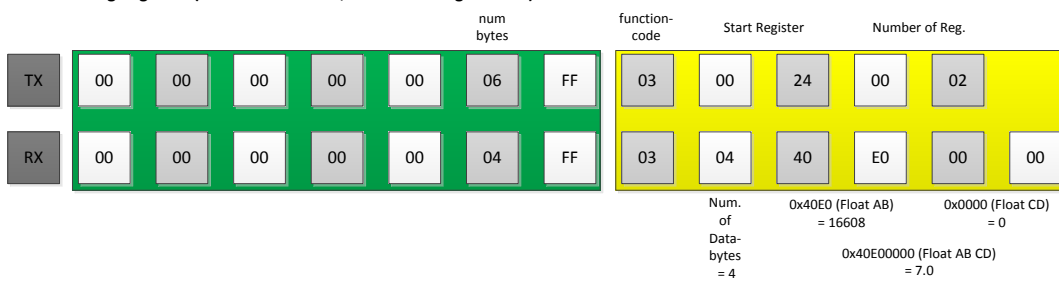 num
bytes
function-
code
Start Register
Number of Reg.
TX 00 00 00 00 00 06 FF 03 00 24 00 02
RX 00 00 00 00 00 04 FF 03 04 40 E0 00 00
Num.
of
Data-
bytes
= 4
0x40E0 (Float AB)
= 16608
0x0000 (Float CD)
= 0
0x40E00000 (Float AB CD)
= 7.0